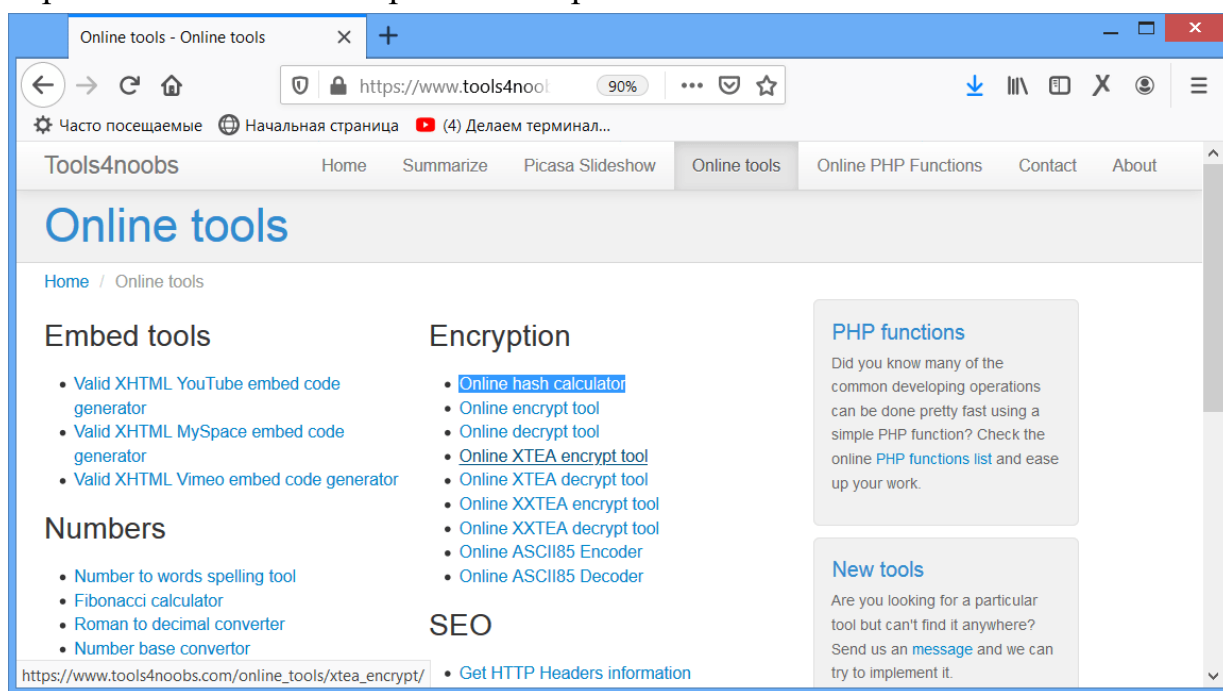 Online tools - Online tools
https://www.tools4noob
90%
Часто посещаемые Начальная страница (4) Делаем терминал...
Tools4noobs Home Summarize Picasa Slideshow Online tools Online PHP Functions Contact About
Online tools
Home / Online tools
Embed tools
Valid XHTML YouTube embed code
generator
Valid XHTML MySpace embed code
generator
Valid XHTML Vimeo embed code generator
Numbers
Number to words spelling tool
Fibonacci calculator
Roman to decimal converter
Number base convertor
Encryption
Online hash calculator
Online encrypt tool
Online decrypt tool
Online XTEA encrypt tool
Online XTEA decrypt tool
Online XXTEA encrypt tool
Online XXTEA decrypt tool
Online ASCII85 Encoder
Online ASCII85 Decoder
SEO
Get HTTP Headers information
PHP functions
Did you know many of the
common developing operations
can be done pretty fast using a
simple PHP function? Check the
online PHP functions list and ease
up your work.
New tools
Are you looking for a particular
tool but can't find it anywhere?
Send us an message and we can
try to implement it.
https://www.tools4noobs.com/online_tools/xtea_encrypt/